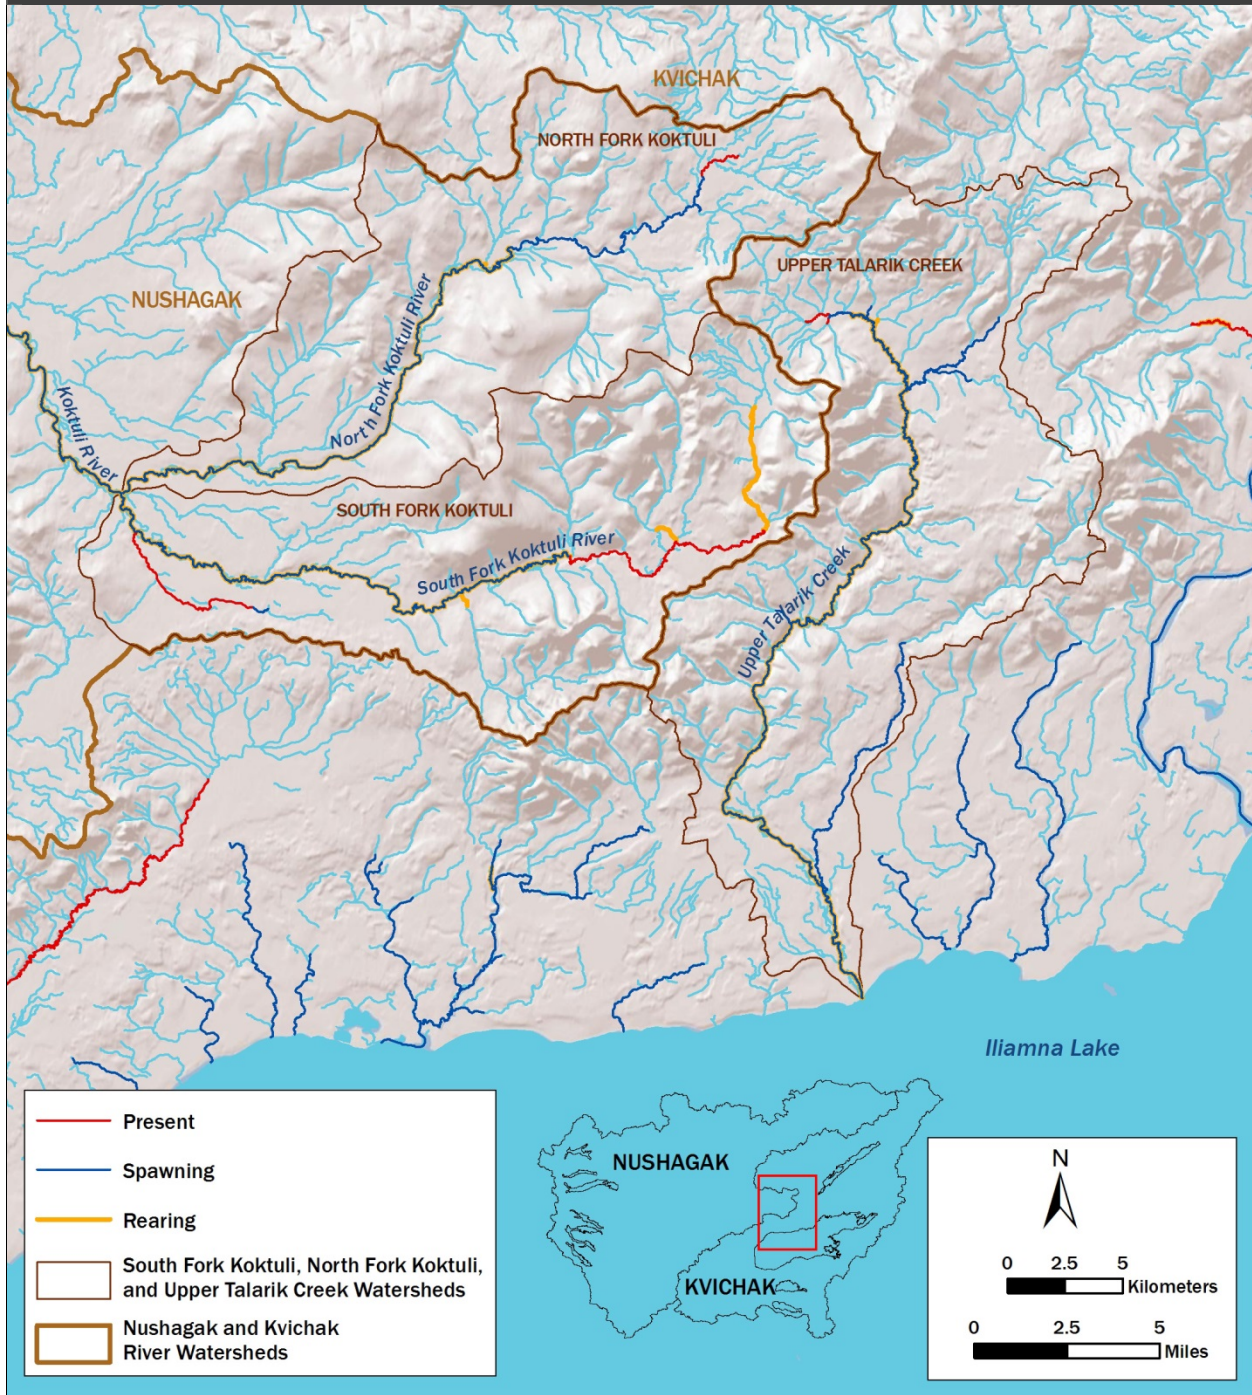 KVICHAK
NORTH FORK KOKTULI
UPPER TALARIK CREEK
NUSHAGAK
North Fork Koktuli River
Koktuli River
SOUTH FORK KOKTULI
South Fork Koktuli River
Upper Talarik Creek
Iliamna Lake
Present
Spawning
Rearing
South Fork Koktuli, North Fork Koktuli,
and Upper Talarik Creek Watersheds
Nushagak and Kvichak
River Watersheds
NUSHAGAK
KVICHAK
N
0 2.5 5
Kilometers
0 2.5 5
Miles